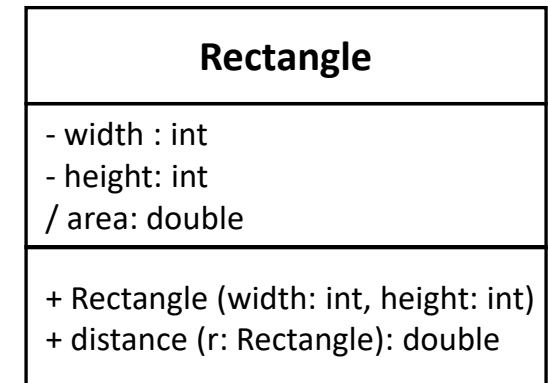 Rectangle
- width : int
- height: int
/ area: double
+ Rectangle (width: int, height: int)
+ distance (r: Rectangle): double